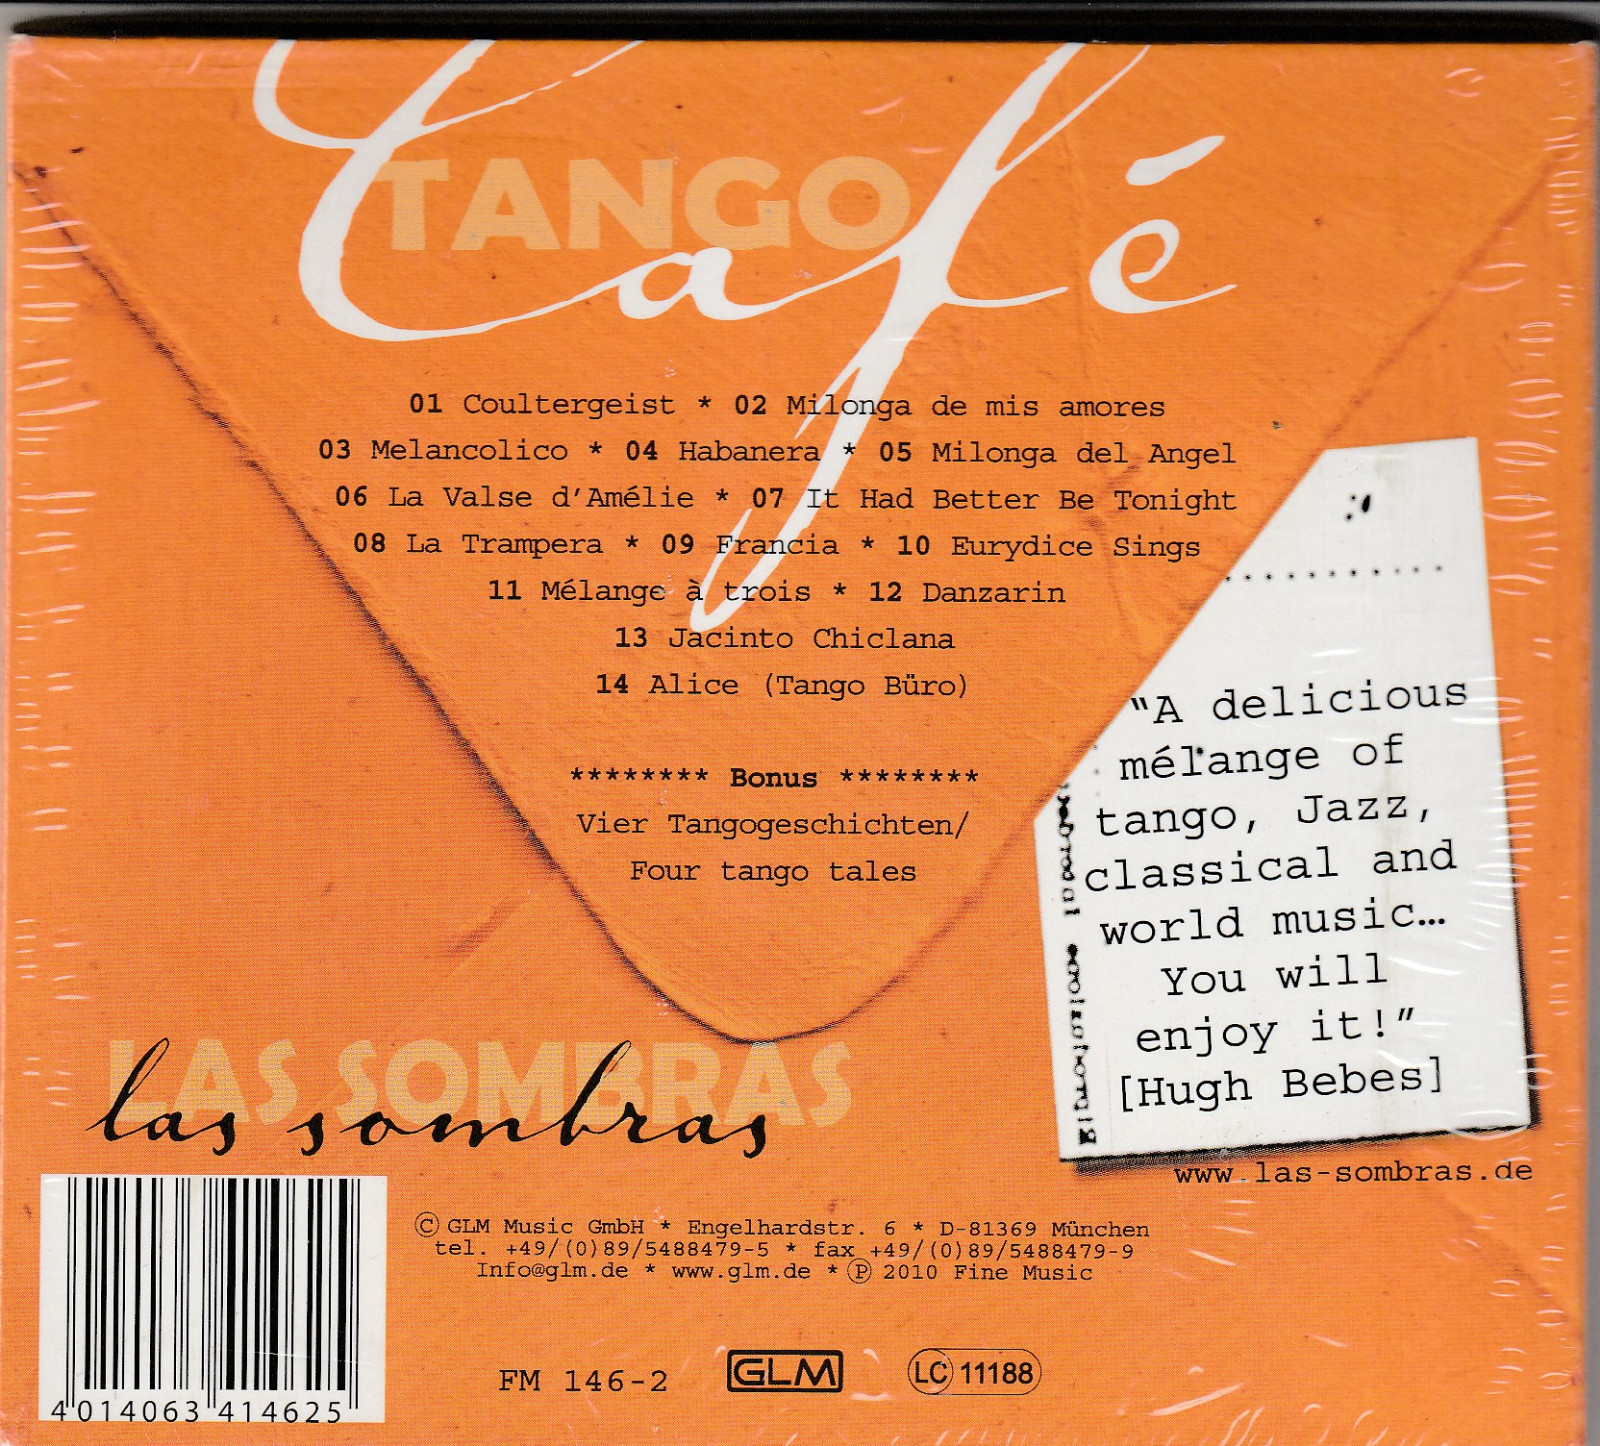 TANGO
Café
01 Coultergeist * 02 Milonga de mis amores
03 Melancolico * 04 Habanera * 05 Milonga del Angel
06 La Valse d'Amélie * 07 It Had Better Be Tonight
08 La Trampera * 09 Francia * 10 Eurydice Sings
11 Mélange à trois * 12 Danzarin
13 Jacinto Chiclana
14 Alice (Tango Büro)
******** Bonus ********
Vier Tangogeschichten/
Four tango tales
"A delicious
mélange of
tango, Jazz,
classical and
world music…
You will
enjoy it!"
[Hugh Bebes]
www.las-sombras.de
LAS SOMBRAS
las sombras
© GLM Music GmbH * Engelhardstr. 6 * D-81369 München
tel. +49/(0)89/5488479-5 * fax +49/(0)89/5488479-9
Info@glm.de * www.glm.de * ℗ 2010 Fine Music
FM 146-2
GLM
LC 11188
4 014063 414625